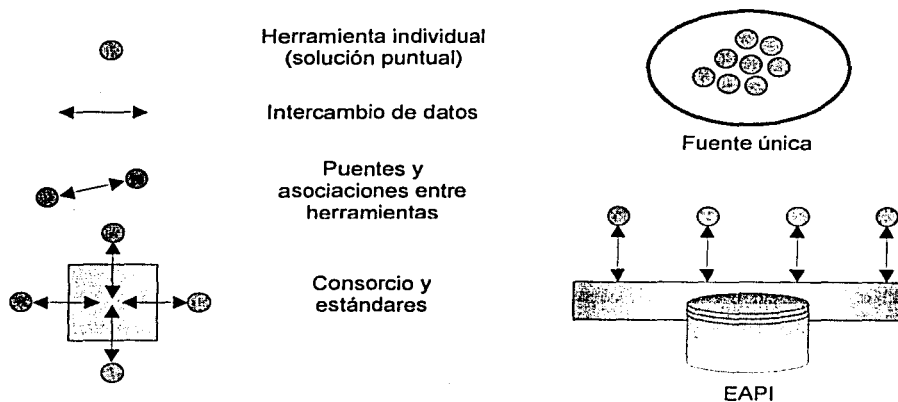 Herramienta individual
(solución puntual)
Intercambio de datos
Puentes y
asociaciones entre
herramientas
Consorcio y
estándares
Fuente única
EAPI